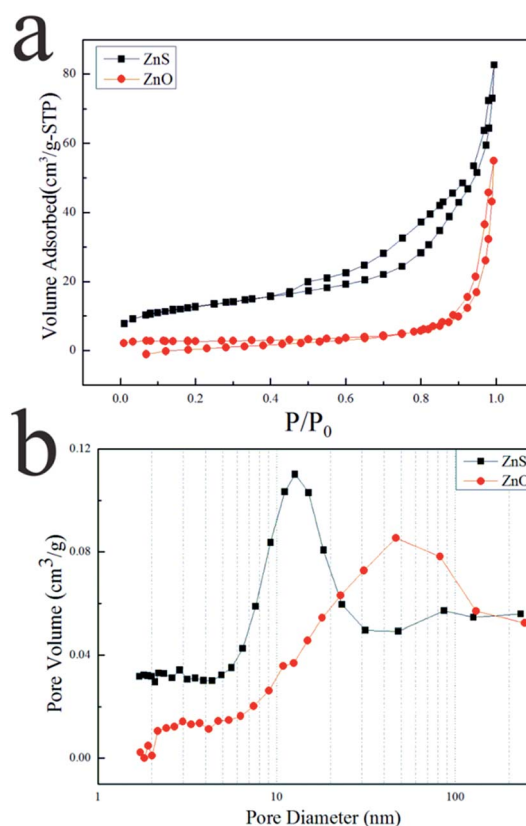 a
ZnS
ZnO
80
60
40
20
0
Volume Adsorbed(cm³/g-STP)
0.0 0.2 0.4 0.6 0.8 1.0
P/P₀
b
ZnS
ZnO
0.12
0.08
0.04
0.00
Pore Volume (cm³/g)
1 10 100
Pore Diameter (nm)